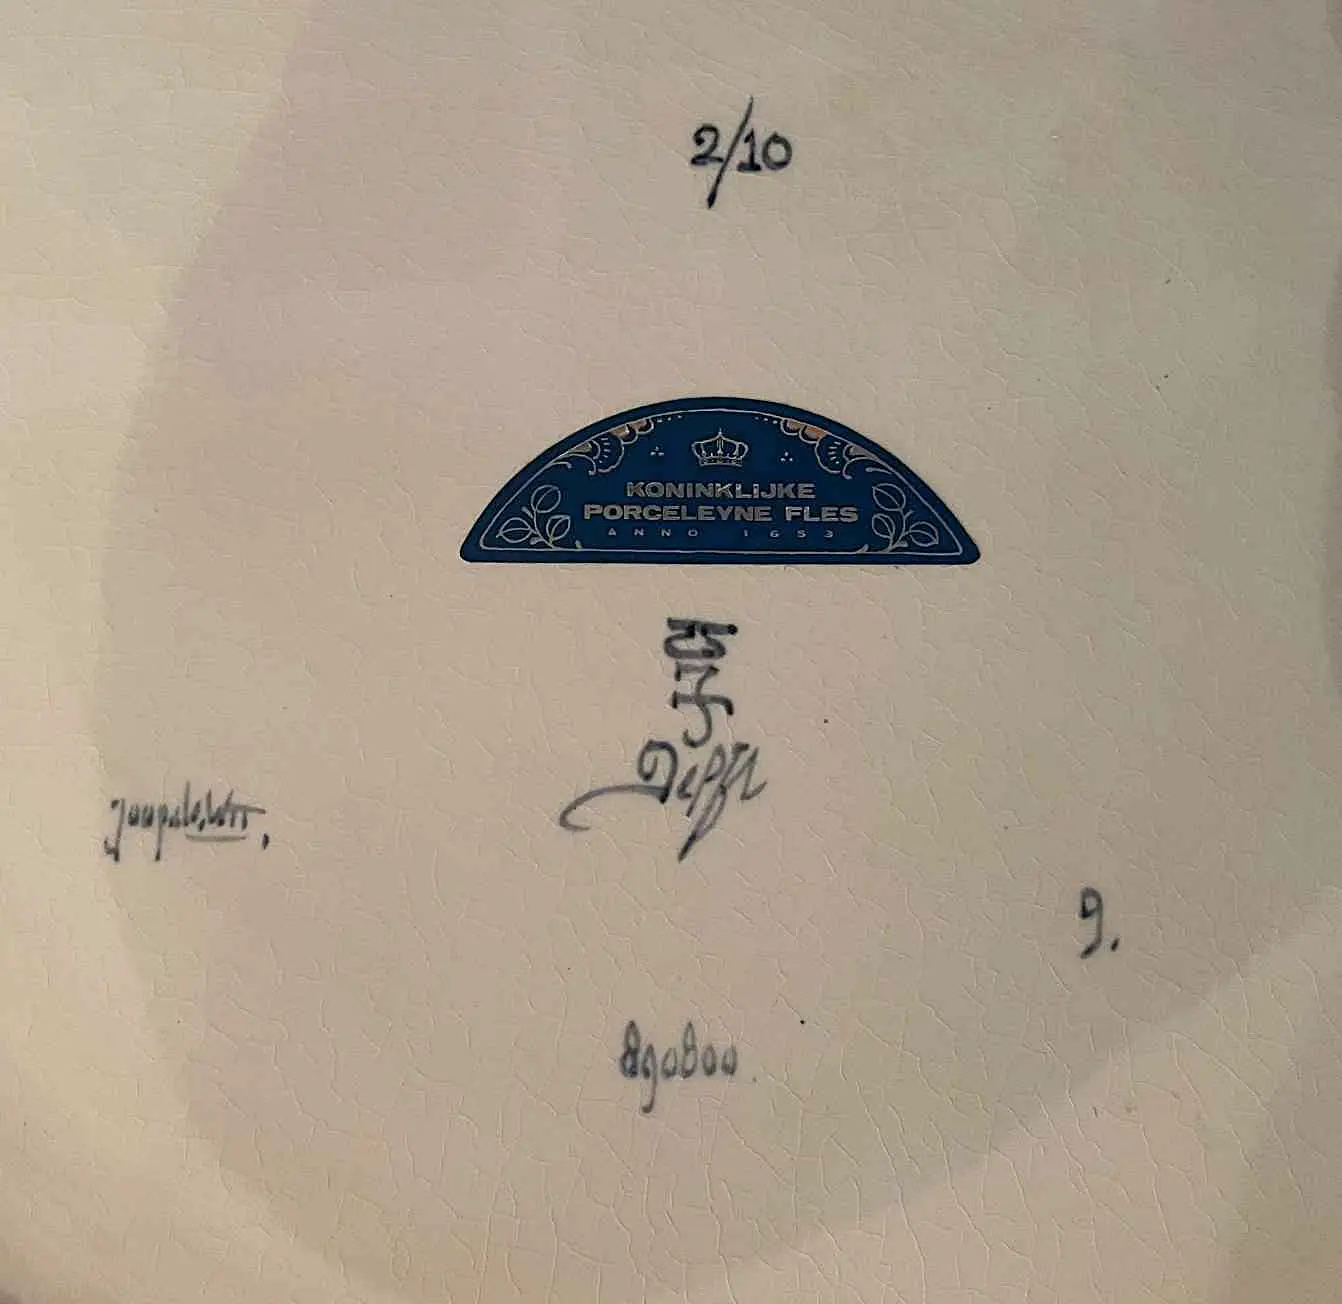 2/10
KONINKLIJKE
PORCELEYNE FLES
ANNO 1653
Delft
9.
890800.